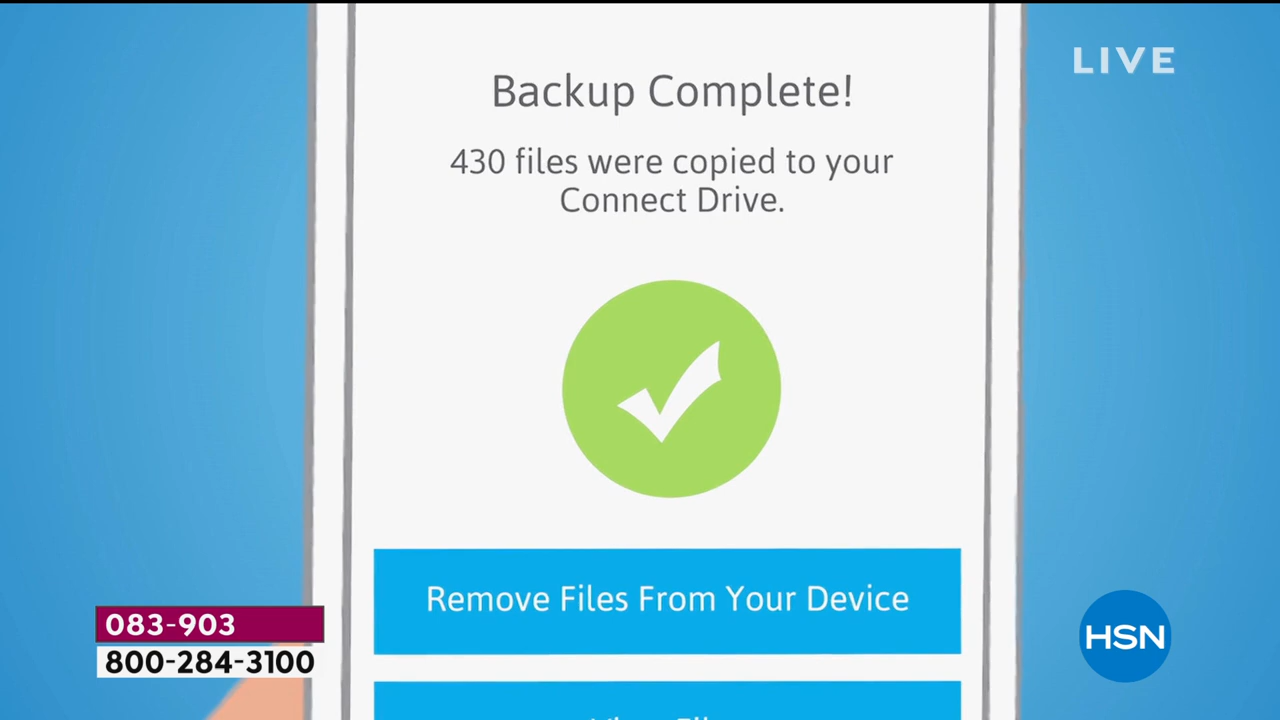 LIVE
Backup Complete!
430 files were copied to your
Connect Drive.
Remove Files From Your Device
083-903
800-284-3100
HSN